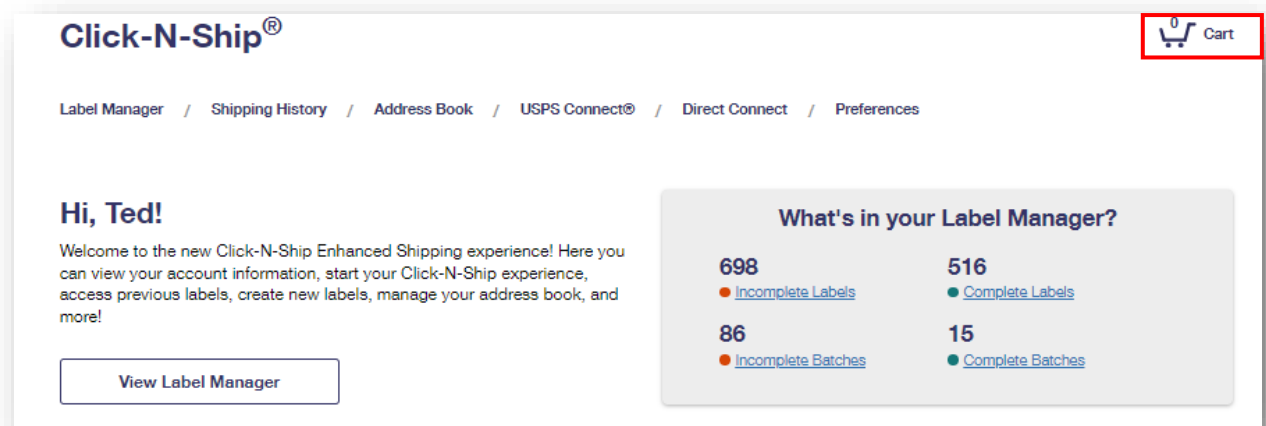 Click-N-Ship®
0 Cart
Label Manager / Shipping History / Address Book / USPS Connect® / Direct Connect / Preferences
Hi, Ted!
Welcome to the new Click-N-Ship Enhanced Shipping experience! Here you
can view your account information, start your Click-N-Ship experience,
access previous labels, create new labels, manage your address book, and
more!
View Label Manager
What's in your Label Manager?
698 516
Incomplete Labels Complete Labels
86 15
Incomplete Batches Complete Batches